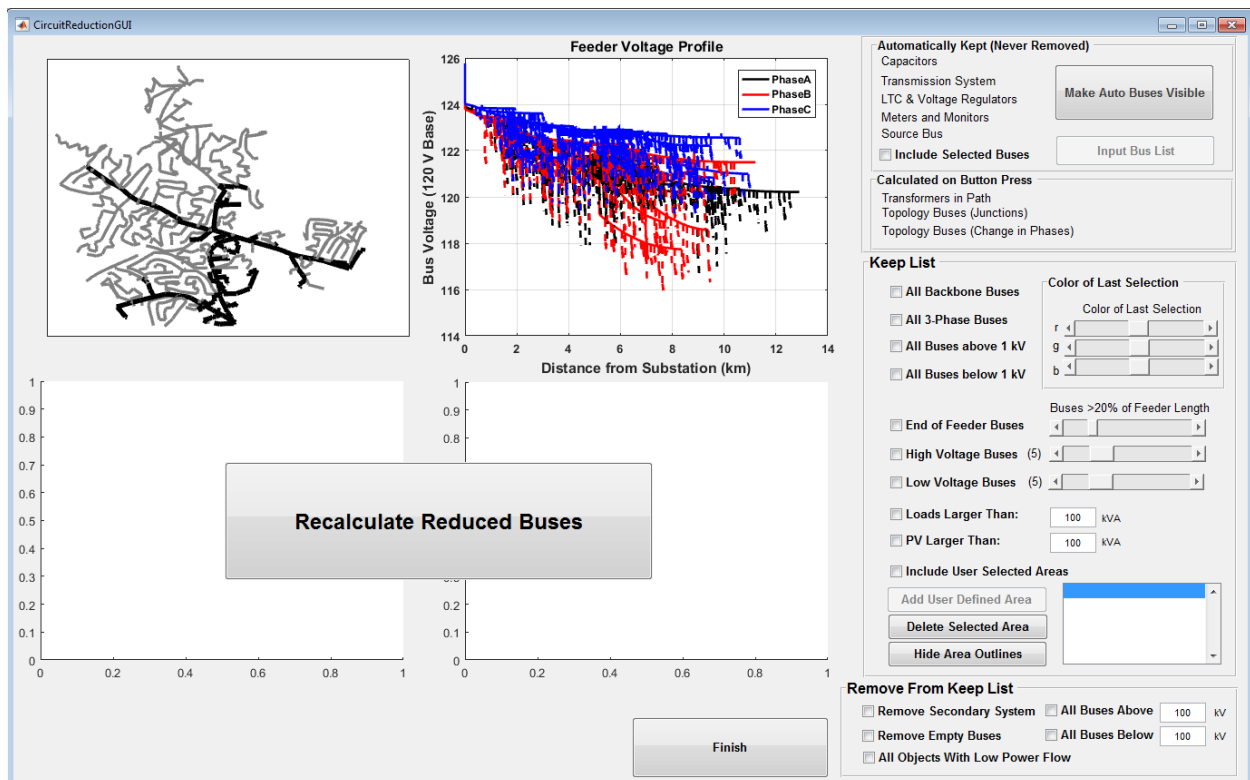 CircuitReductionGUI
Feeder Voltage Profile
126
124
122
120
118
116
114
Bus Voltage (120 V Base)
PhaseA
PhaseB
PhaseC
0 2 4 6 8 10 12 14
Distance from Substation (km)
1
0.9
0.8
0.7
0.6
0.5
0.4
0.3
0.2
0.1
0
0 0.2 0.4 0.6 0.8 1
1
0.9
0.8
0.3
0.2
0.1
0
0 0.2 0.4 0.6 0.8 1
Recalculate Reduced Buses
Finish
Automatically Kept (Never Removed)
Capacitors
Transmission System
LTC & Voltage Regulators
Meters and Monitors
Source Bus
Include Selected Buses
Make Auto Buses Visible
Input Bus List
Calculated on Button Press
Transformers in Path
Topology Buses (Junctions)
Topology Buses (Change in Phases)
Keep List
All Backbone Buses
All 3-Phase Buses
All Buses above 1 kV
All Buses below 1 kV
Color of Last Selection
Color of Last Selection
r
g
b
Buses >20% of Feeder Length
End of Feeder Buses
High Voltage Buses (5)
Low Voltage Buses (5)
Loads Larger Than: 100 kVA
PV Larger Than: 100 kVA
Include User Selected Areas
Add User Defined Area
Delete Selected Area
Hide Area Outlines
Remove From Keep List
Remove Secondary System All Buses Above 100 kV
Remove Empty Buses All Buses Below 100 kV
All Objects With Low Power Flow